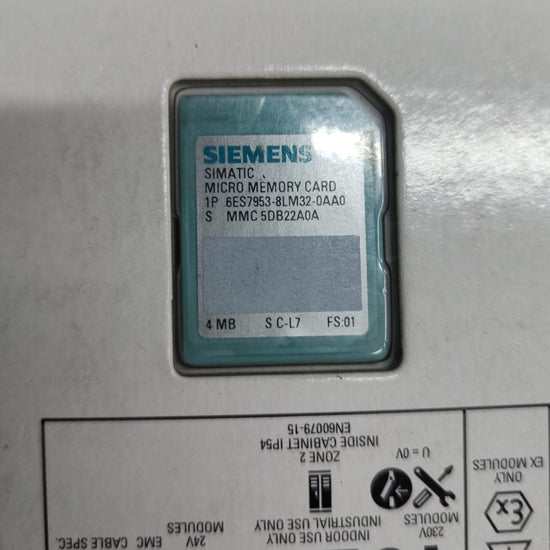 SIEMENS
SIMATIC
MICRO MEMORY CARD
1P 6ES7953-8LM32-0AA0
S MMC 5DB22A0A
4 MB S C-L7 FS:01
230V MODULES
INDOOR USE ONLY
INDUSTRIAL USE ONLY
24V MODULES
EMC CABLE SPEC.
U = 0V
ZONE 2
INSIDE CABINET IP54
EN60079-15
Ex
ONLY
EX MODULES